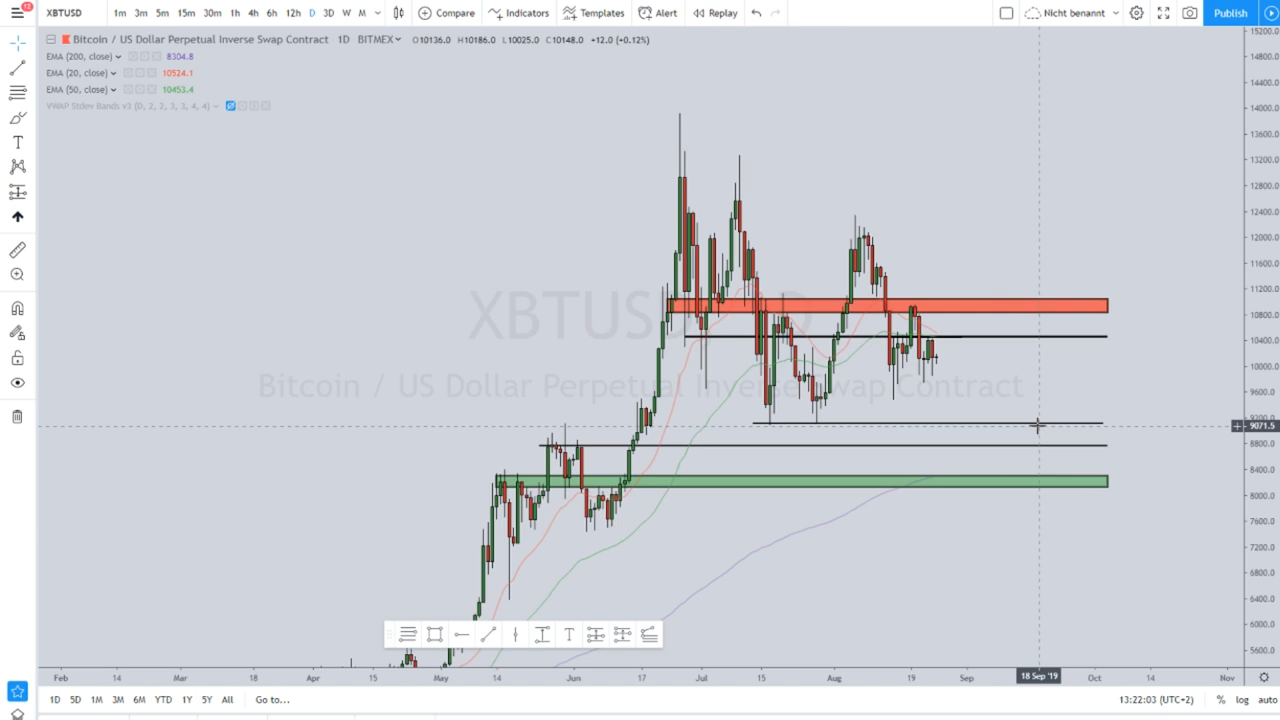 12
XBTUSD 1m 3m 5m 15m 30m 1h 4h 6h 12h D 3D W M Compare Indicators Templates Alert Replay Nicht benannt Publish
Bitcoin / US Dollar Perpetual Inverse Swap Contract 1D BITMEX O10136.0 H10186.0 L10025.0 C10148.0 +12.0 (+0.12%)
EMA (200, close) 8304.8
EMA (20, close) 10524.1
EMA (50, close) 10453.4
VWAP Stdev Bands v3 (D, 2, 2, 3, 3, 4, 4)
XBTUSD, 1D
Bitcoin / US Dollar Perpetual Inverse Swap Contract
15200.0
14800.0
14400.0
14000.0
13600.0
13200.0
12800.0
12400.0
12000.0
11600.0
11200.0
10800.0
10400.0
10000.0
9600.0
9200.0
9071.5
8800.0
8400.0
8000.0
7600.0
7200.0
6800.0
6400.0
6000.0
5600.0
Feb 14 Mar 18 Apr 15 May 14 Jun 17 Jul 15 Aug 19 Sep 18 Sep '19 Oct 14 Nov
1D 5D 1M 3M 6M YTD 1Y 5Y All Go to... 13:22:03 (UTC+2) % log auto